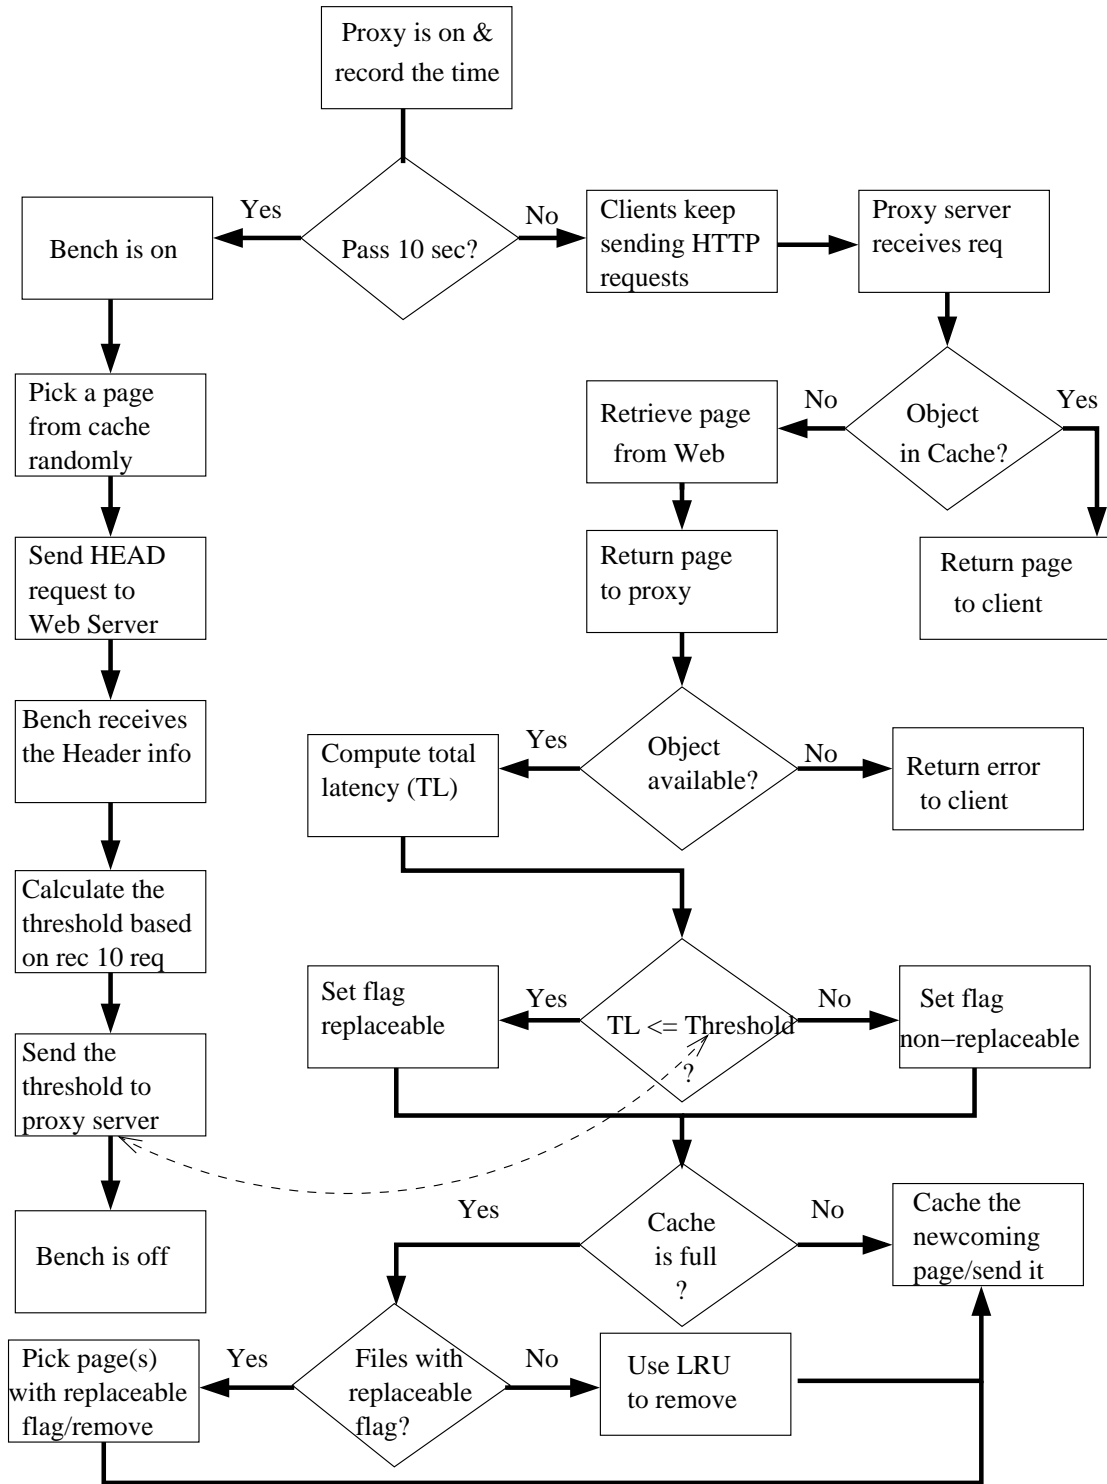 Proxy is on &
record the time
Yes
Pass 10 sec?
No
Bench is on
Clients keep
sending HTTP
requests
Proxy server
receives req
Pick a page
from cache
randomly
Retrieve page
from Web
No
Object
in Cache?
Yes
Send HEAD
request to
Web Server
Return page
to proxy
Return page
to client
Bench receives
the Header info
Compute total
latency (TL)
Yes
Object
available?
No
Return error
to client
Calculate the
threshold based
on rec 10 req
Set flag
replaceable
Yes
TL <= Threshold
?
No
Set flag
non−replaceable
Send the
threshold to
proxy server
Bench is off
Yes
Cache
is full
?
No
Cache the
newcoming
page/send it
Pick page(s)
with replaceable
flag/remove
Yes
Files with
replaceable
flag?
No
Use LRU
to remove